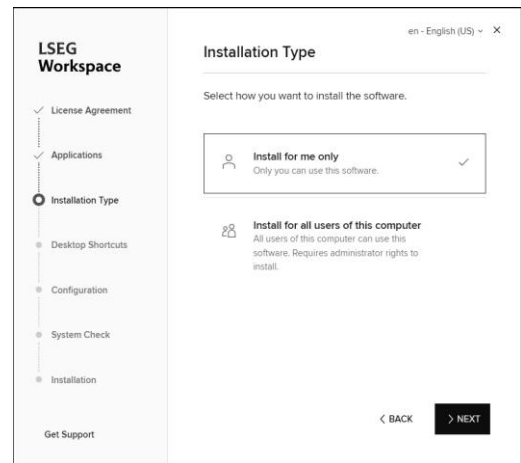 en - English (US)
LSEG
Workspace
License Agreement
Applications
Installation Type
Desktop Shortcuts
Configuration
System Check
Installation
Get Support
Installation Type
Select how you want to install the software.
Install for me only
Only you can use this software.
Install for all users of this computer
All users of this computer can use this
software. Requires administrator rights to
install.
BACK
NEXT